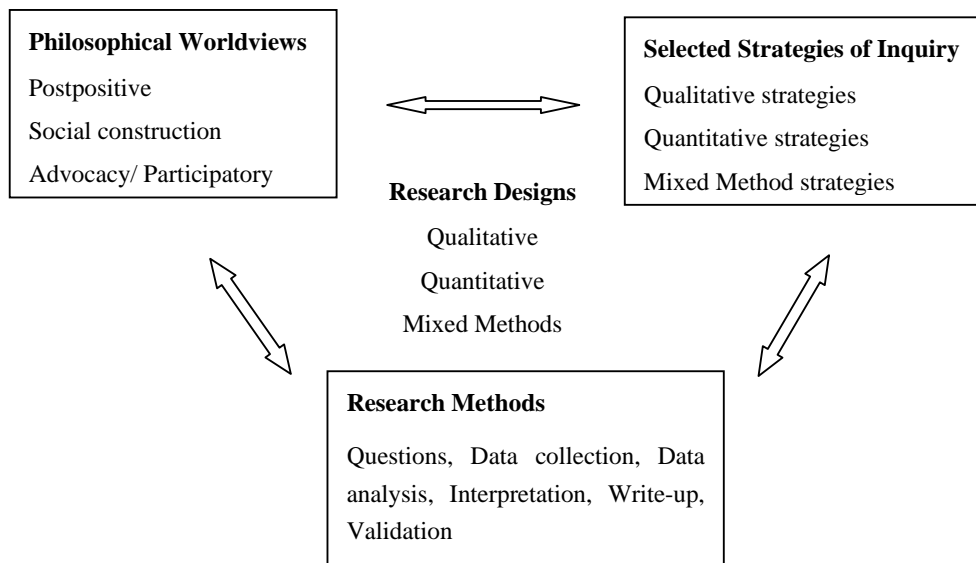 Philosophical Worldviews
Postpositive
Social construction
Advocacy/ Participatory
Selected Strategies of Inquiry
Qualitative strategies
Quantitative strategies
Mixed Method strategies
Research Designs
Qualitative
Quantitative
Mixed Methods
Research Methods
Questions, Data collection, Data
analysis, Interpretation, Write-up,
Validation